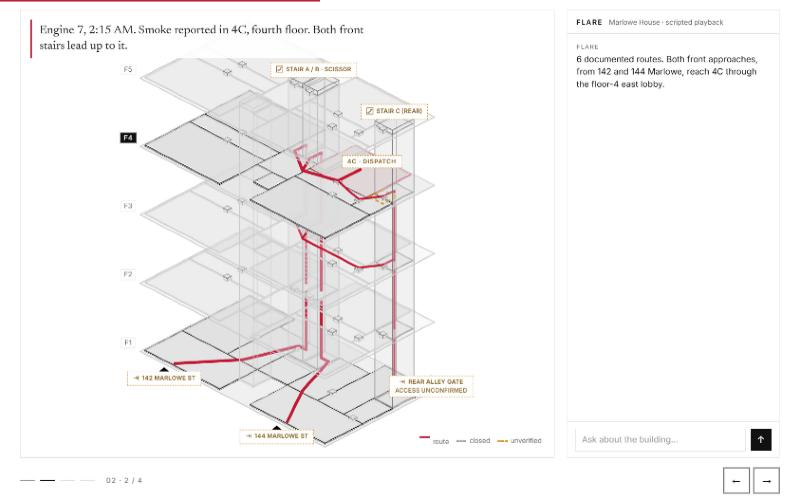 Engine 7, 2:15 AM. Smoke reported in 4C, fourth floor. Both front
stairs lead up to it.
F5
STAIR A / B · SCISSOR
STAIR C (REAR)
F4
4C · DISPATCH
F3
F2
F1
⇥ 142 MARLOWE ST
⇥ REAR ALLEY GATE
ACCESS UNCONFIRMED
⇥ 144 MARLOWE ST
route
closed
unverified
02 · 2 / 4
FLARE Marlowe House · scripted playback
FLARE
6 documented routes. Both front approaches,
from 142 and 144 Marlowe, reach 4C through
the floor-4 east lobby.
Ask about the building...
↑
← →